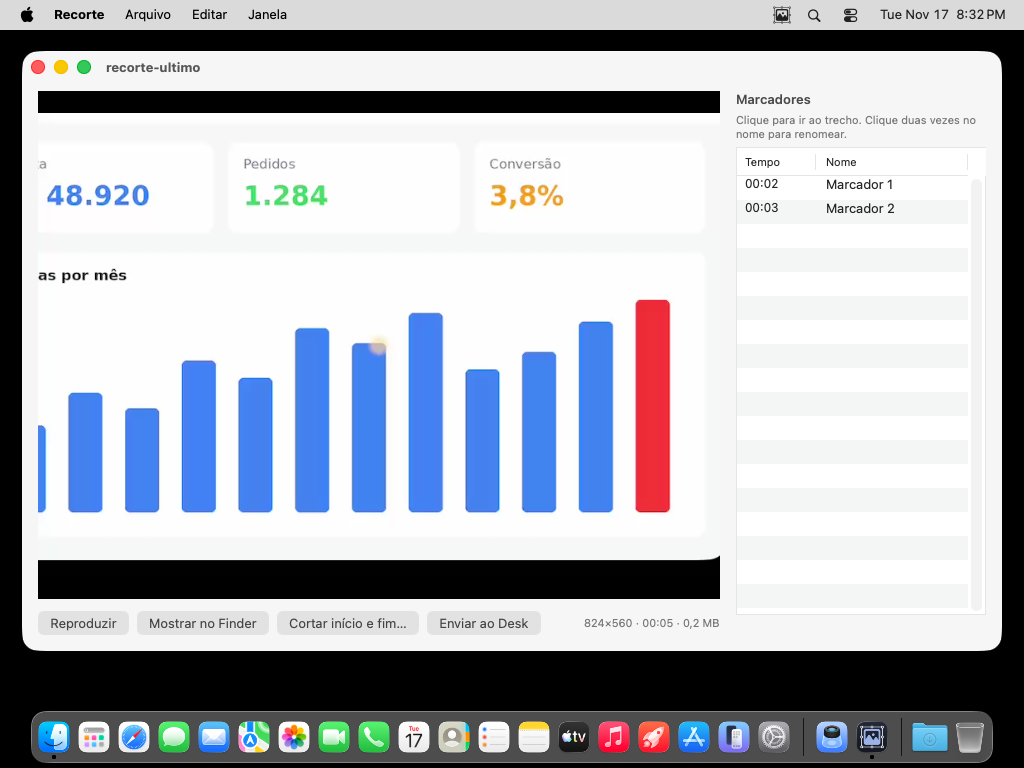 Recorte Arquivo Editar Janela Tue Nov 17 8:32 PM
recorte-ultimo
Marcadores
Clique para ir ao trecho. Clique duas vezes no
nome para renomear.
Tempo Nome
00:02 Marcador 1
00:03 Marcador 2
a Pedidos Conversão
48.920 1.284 3,8%
as por mês
Reproduzir Mostrar no Finder Cortar início e fim... Enviar ao Desk 824×560 · 00:05 · 0,2 MB
Tue
17
tv